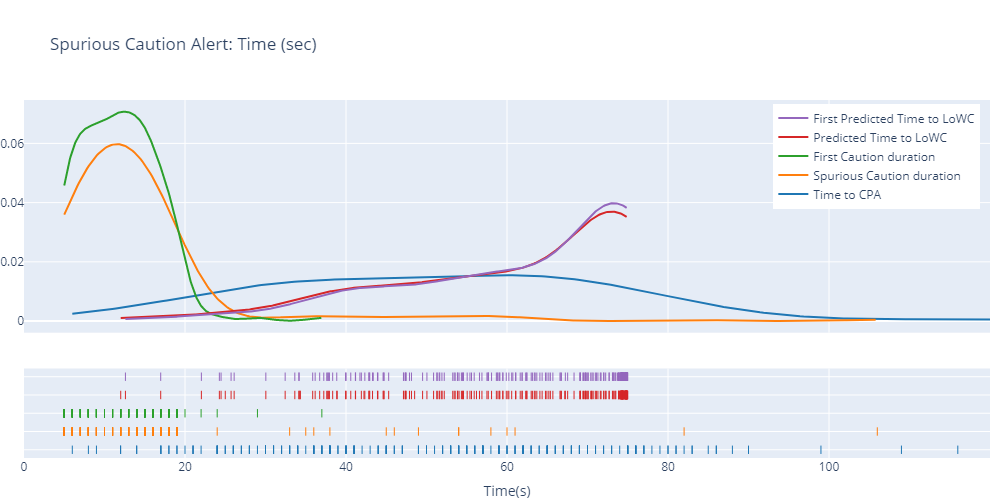 Spurious Caution Alert: Time (sec)
First Predicted Time to LoWC
Predicted Time to LoWC
First Caution duration
Spurious Caution duration
Time to CPA
0.06
0.04
0.02
0
0 20 40 60 80 100
Time(s)